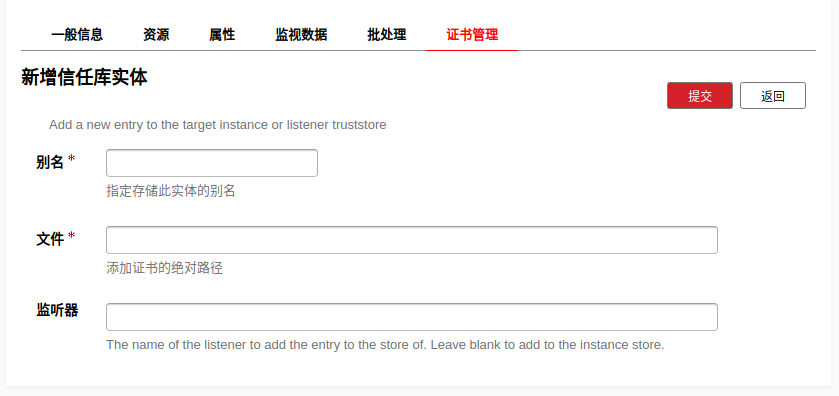 一般信息 资源 属性 监视数据 批处理 证书管理
新增信任库实体
提交 返回
Add a new entry to the target instance or listener truststore
别名 *
指定存储此实体的别名
文件 *
添加证书的绝对路径
监听器
The name of the listener to add the entry to the store of. Leave blank to add to the instance store.